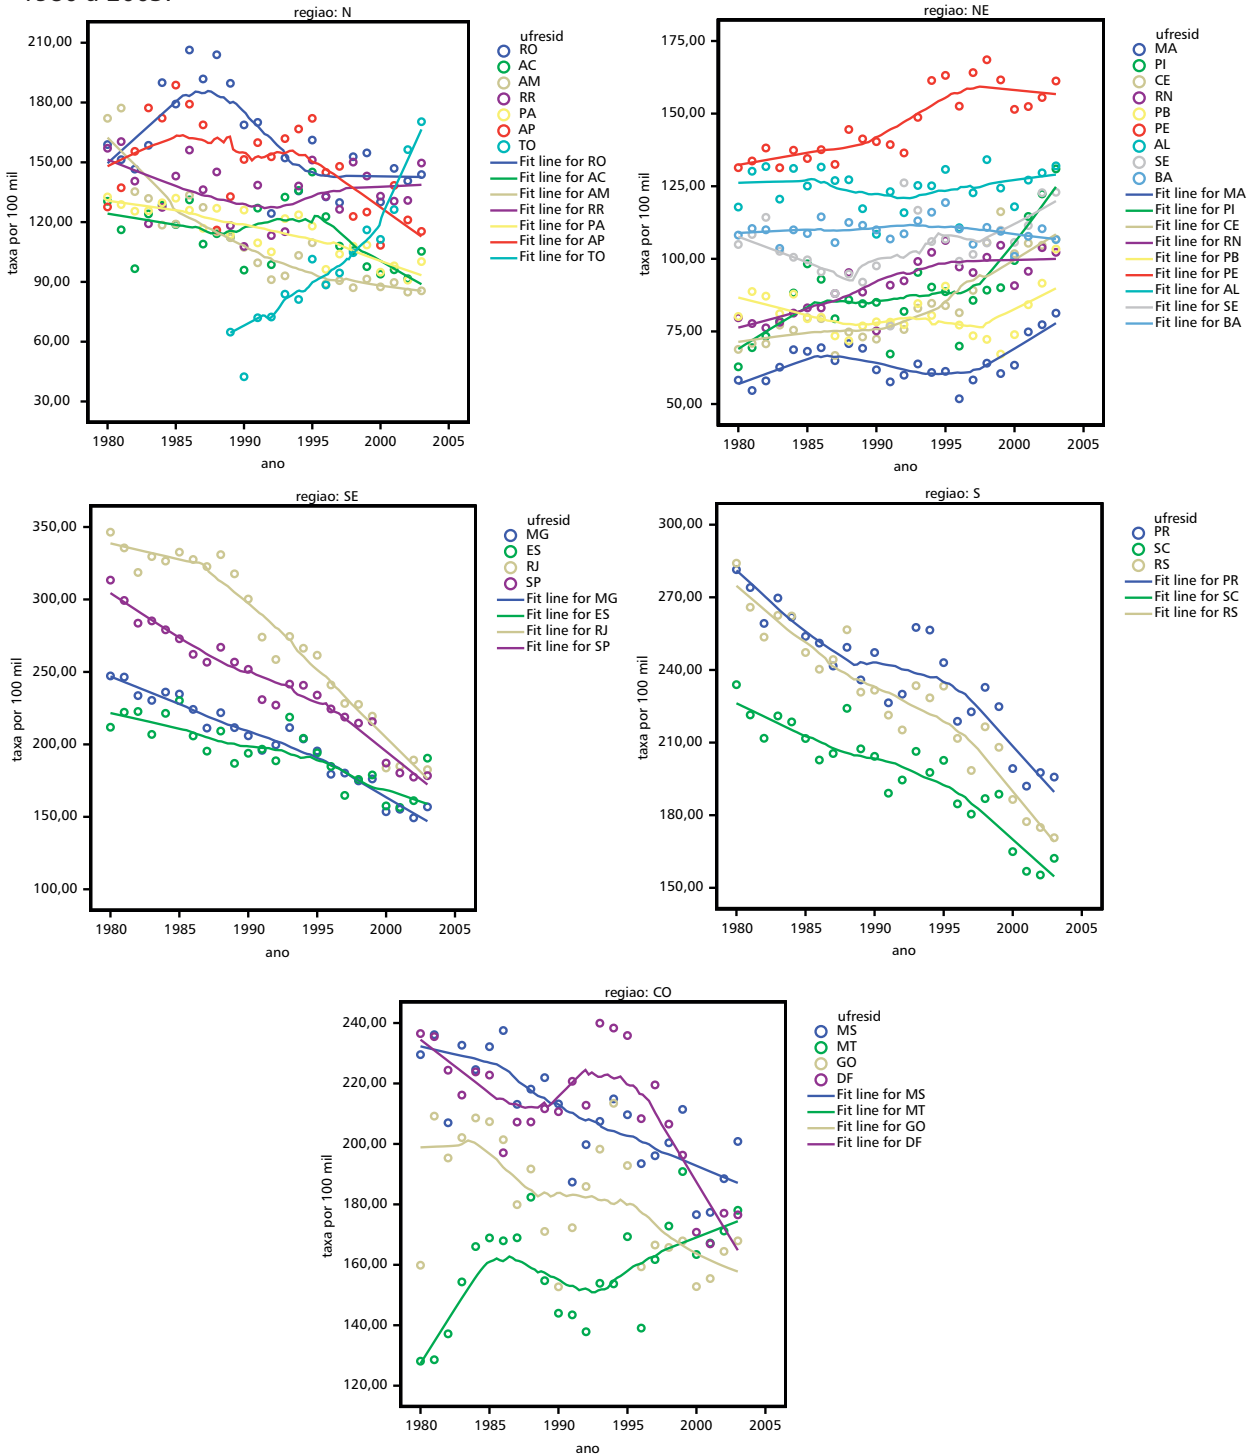 1980 a 2003.
regiao: N
taxa por 100 mil
210,00
180,00
150,00
120,00
90,00
60,00
30,00
1980 1985 1990 1995 2000 2005
ano
ufresid
RO
AC
AM
RR
PA
AP
TO
Fit line for RO
Fit line for AC
Fit line for AM
Fit line for RR
Fit line for PA
Fit line for AP
Fit line for TO
regiao: NE
taxa por 100 mil
175,00
150,00
125,00
100,00
75,00
50,00
1980 1985 1990 1995 2000 2005
ano
ufresid
MA
PI
CE
RN
PB
PE
AL
SE
BA
Fit line for MA
Fit line for PI
Fit line for CE
Fit line for RN
Fit line for PB
Fit line for PE
Fit line for AL
Fit line for SE
Fit line for BA
regiao: SE
taxa por 100 mil
350,00
300,00
250,00
200,00
150,00
100,00
1980 1985 1990 1995 2000 2005
ano
ufresid
MG
ES
RJ
SP
Fit line for MG
Fit line for ES
Fit line for RJ
Fit line for SP
regiao: S
taxa por 100 mil
300,00
270,00
240,00
210,00
180,00
150,00
1980 1985 1990 1995 2000 2005
ano
ufresid
PR
SC
RS
Fit line for PR
Fit line for SC
Fit line for RS
regiao: CO
taxa por 100 mil
240,00
220,00
200,00
180,00
160,00
140,00
120,00
1980 1985 1990 1995 2000 2005
ano
ufresid
MS
MT
GO
DF
Fit line for MS
Fit line for MT
Fit line for GO
Fit line for DF